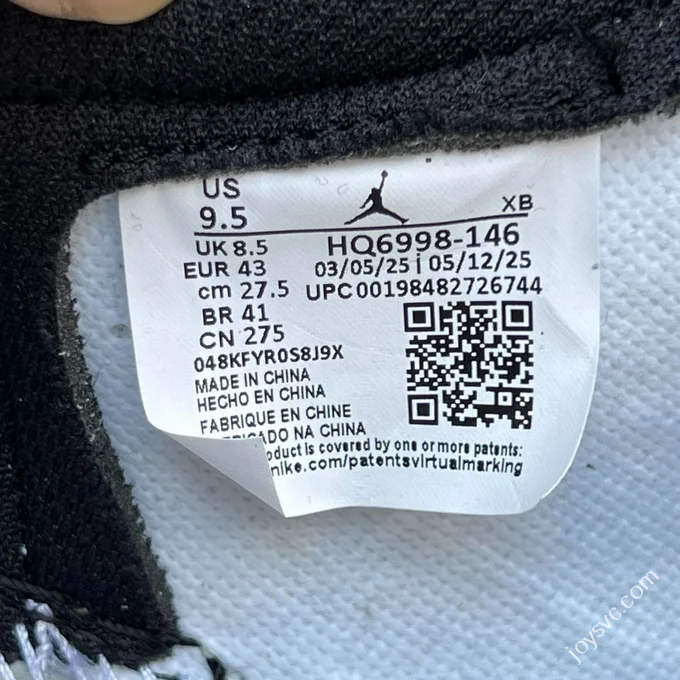 US
9.5
XB
UK 8.5
HQ6998-146
EUR 43
03/05/25 | 05/12/25
cm 27.5
UPC00198482726744
BR 41
CN 275
048KFYR0S8J9X
MADE IN CHINA
HECHO EN CHINA
FABRIQUE EN CHINE
NA CHINA
is covered by one or more patents:
nike.com/patentsvirtualmarking
joysvc.com